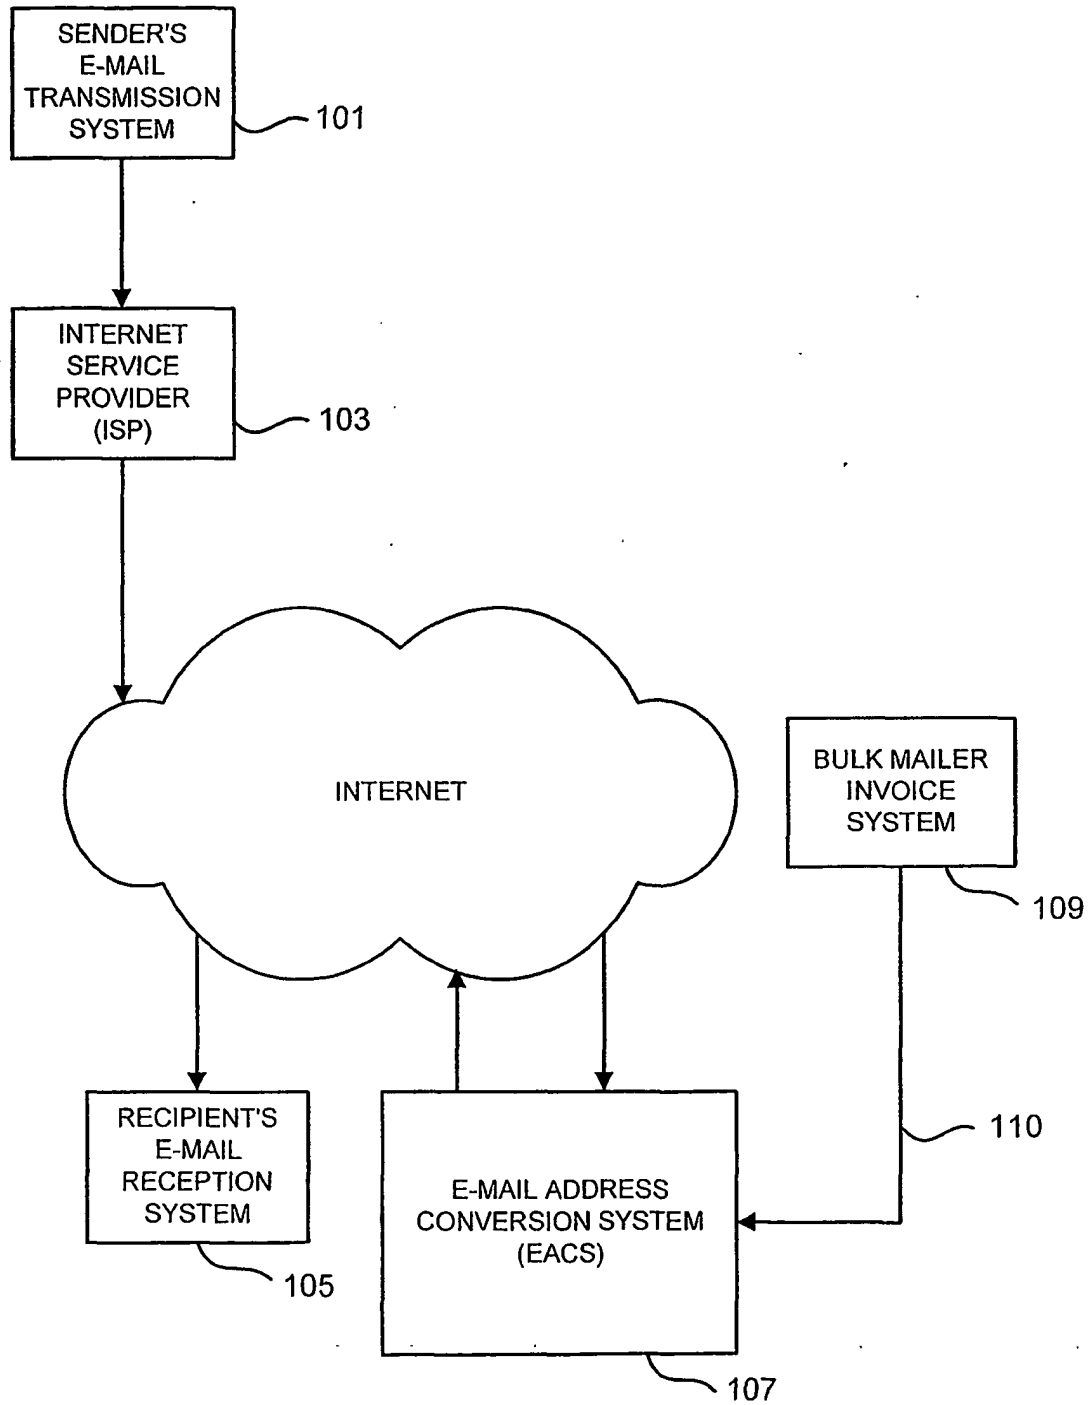 SENDER'S
E-MAIL
TRANSMISSION
SYSTEM
101
INTERNET
SERVICE
PROVIDER
(ISP)
103
INTERNET
BULK MAILER
INVOICE
SYSTEM
109
110
RECIPIENT'S
E-MAIL
RECEPTION
SYSTEM
105
E-MAIL ADDRESS
CONVERSION SYSTEM
(EACS)
107